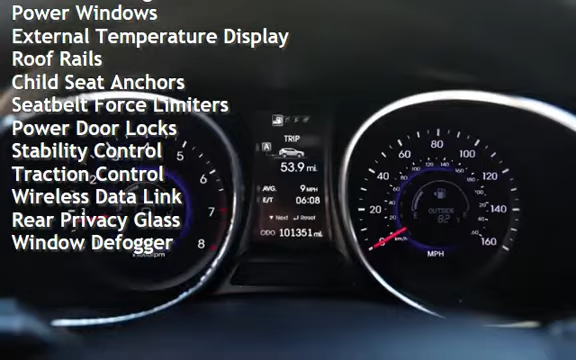 Power Windows
External Temperature Display
Roof Rails
Child Seat Anchors
Seatbelt Force Limiters
Power Door Locks
Stability Control
Traction Control
Wireless Data Link
Rear Privacy Glass
Window Defogger
2
5
6
7
8
TRIP
A
53.9 mi
AVG. 9 MPH
E/T 06:08
Next Reset
ODO 101351 mi
0
20
40
60
80
100
120
140
160
km/h
OUTSIDE
82
MPH